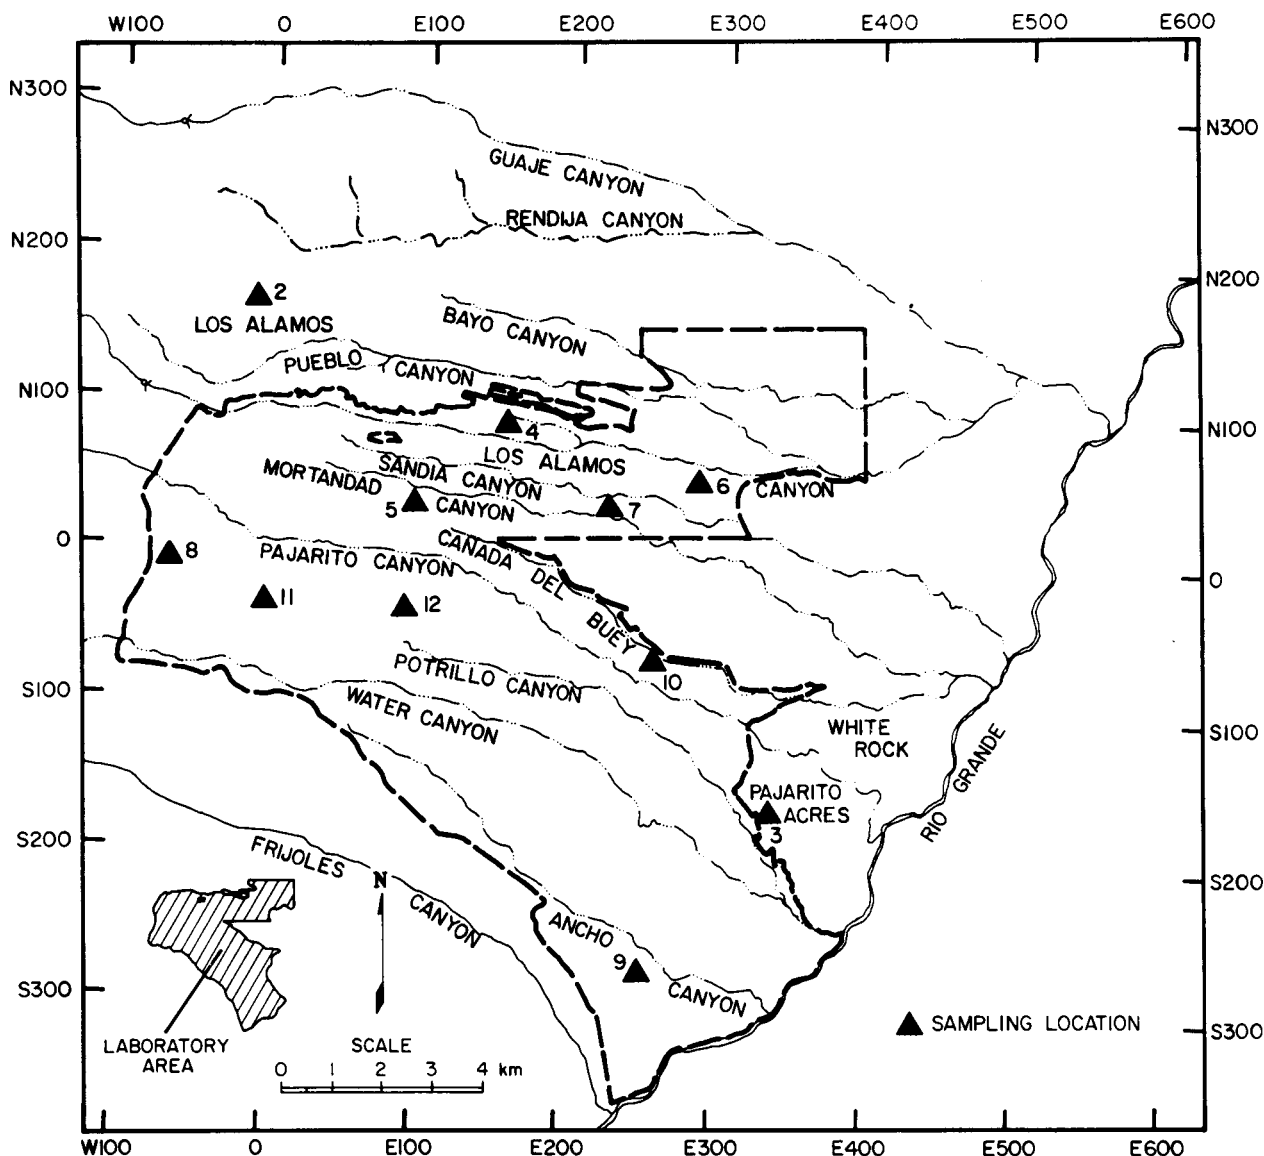 W100 0 E100 E200 E300 E400 E500 E600
N300
N300
GUAJE CANYON
RENDIJA CANYON
N200
N200
2
LOS ALAMOS
BAYO CANYON
PUEBLO CANYON
N100
N100
4
LOS ALAMOS
CANYON
SANDIA CANYON
MORTANDAD
CANYON
5
6
7
0
0
CAÑADA DEL BUEY
PAJARITO CANYON
8
11
12
10
POTRILLO CANYON
S100
S100
WATER CANYON
WHITE
ROCK
PAJARITO
ACRES
3
RIO GRANDE
S200
S200
FRIJOLES
CANYON
N
ANCHO
CANYON
9
S300
S300
SAMPLING LOCATION
LABORATORY
AREA
SCALE
0 1 2 3 4 km
W100 0 E100 E200 E300 E400 E500 E600